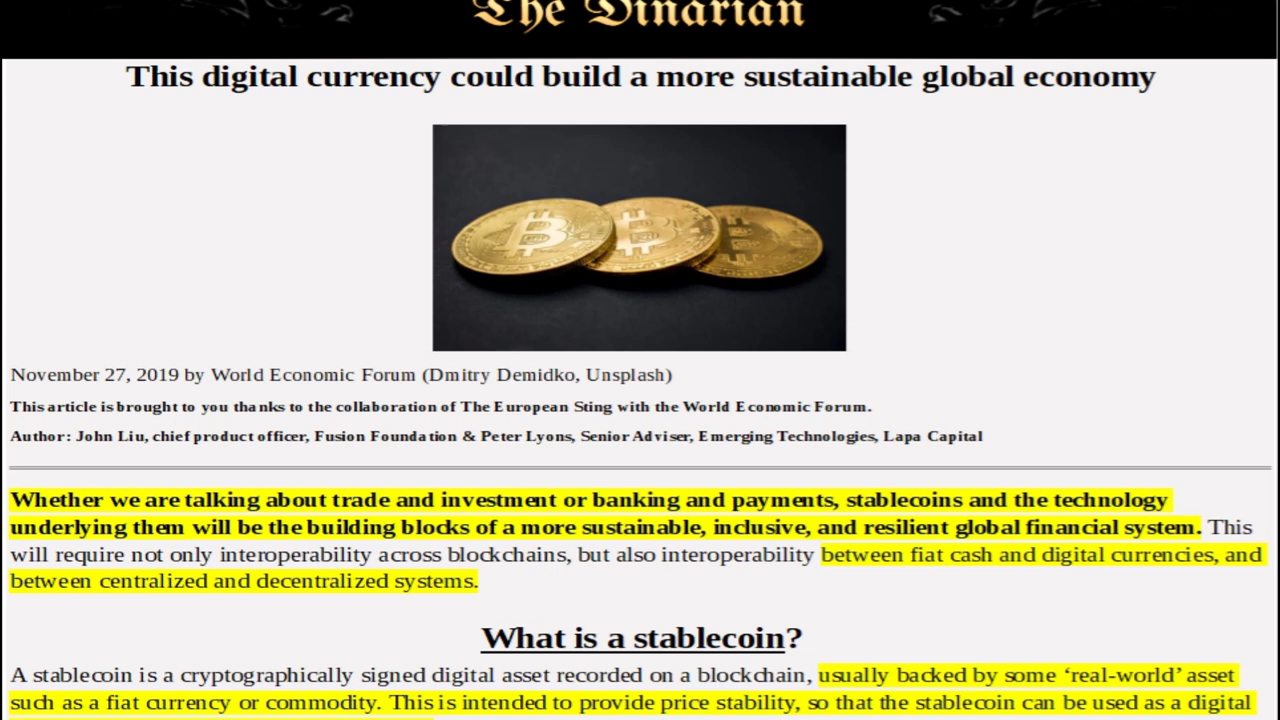 The Dinarian
This digital currency could build a more sustainable global economy
November 27, 2019 by World Economic Forum (Dmitry Demidko, Unsplash)
This article is brought to you thanks to the collaboration of The European Sting with the World Economic Forum.
Author: John Liu, chief product officer, Fusion Foundation & Peter Lyons, Senior Adviser, Emerging Technologies, Lapa Capital
Whether we are talking about trade and investment or banking and payments, stablecoins and the technology
underlying them will be the building blocks of a more sustainable, inclusive, and resilient global financial system. This
will require not only interoperability across blockchains, but also interoperability between fiat cash and digital currencies, and
between centralized and decentralized systems.
What is a stablecoin?
A stablecoin is a cryptographically signed digital asset recorded on a blockchain, usually backed by some ‘real-world’ asset
such as a fiat currency or commodity. This is intended to provide price stability, so that the stablecoin can be used as a digital